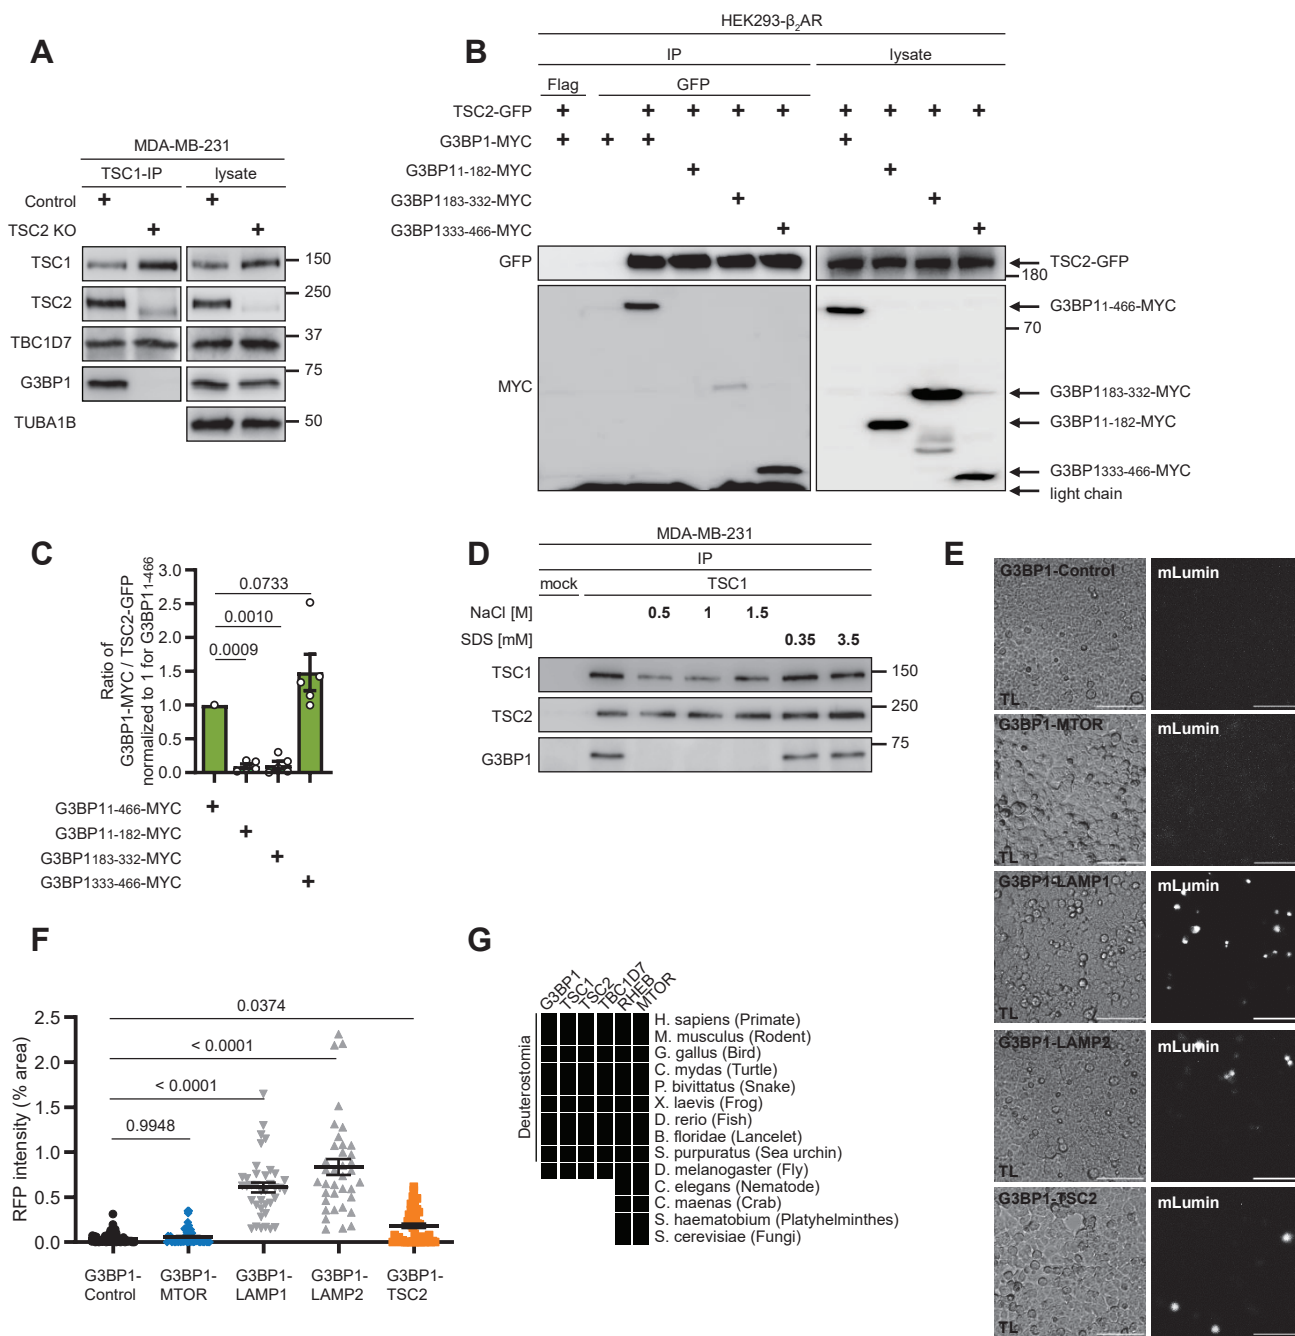 A
MDA-MB-231
TSC1-IP lysate
Control + +
TSC2 KO + +
TSC1 150
TSC2 250
TBC1D7 37
G3BP1 75
TUBA1B 50
B
HEK293-β2AR
IP lysate
Flag GFP
TSC2-GFP + + + + + + + + +
G3BP1-MYC + + + +
G3BP11-182-MYC + +
G3BP1183-332-MYC + +
G3BP1333-466-MYC + +
GFP TSC2-GFP
180
G3BP11-466-MYC
70
MYC G3BP1183-332-MYC
G3BP11-182-MYC
G3BP1333-466-MYC
light chain
C
Ratio of
G3BP1-MYC / TSC2-GFP
normalized to 1 for G3BP11-466
3.0
2.5
2.0
1.5
1.0
0.5
0.0
0.0733
0.0010
0.0009
G3BP11-466-MYC +
G3BP11-182-MYC +
G3BP1183-332-MYC +
G3BP1333-466-MYC +
D
MDA-MB-231
IP
mock TSC1
NaCl [M] 0.5 1 1.5
SDS [mM] 0.35 3.5
TSC1 150
TSC2 250
G3BP1 75
E
G3BP1-Control mLumin
TL
G3BP1-MTOR mLumin
TL
G3BP1-LAMP1 mLumin
TL
G3BP1-LAMP2 mLumin
TL
G3BP1-TSC2 mLumin
TL
F
RFP intensity (% area)
2.5
2.0
1.5
1.0
0.5
0.0
0.0374
< 0.0001
< 0.0001
0.9948
G3BP1-Control
G3BP1-MTOR
G3BP1-LAMP1
G3BP1-LAMP2
G3BP1-TSC2
G
G3BP1 TSC1 TSC2 TBC1D7 RHEB MTOR
Deuterostomia
H. sapiens (Primate)
M. musculus (Rodent)
G. gallus (Bird)
C. mydas (Turtle)
P. bivittatus (Snake)
X. laevis (Frog)
D. rerio (Fish)
B. floridae (Lancelet)
S. purpuratus (Sea urchin)
D. melanogaster (Fly)
C. elegans (Nematode)
C. maenas (Crab)
S. haematobium (Platyhelminthes)
S. cerevisiae (Fungi)